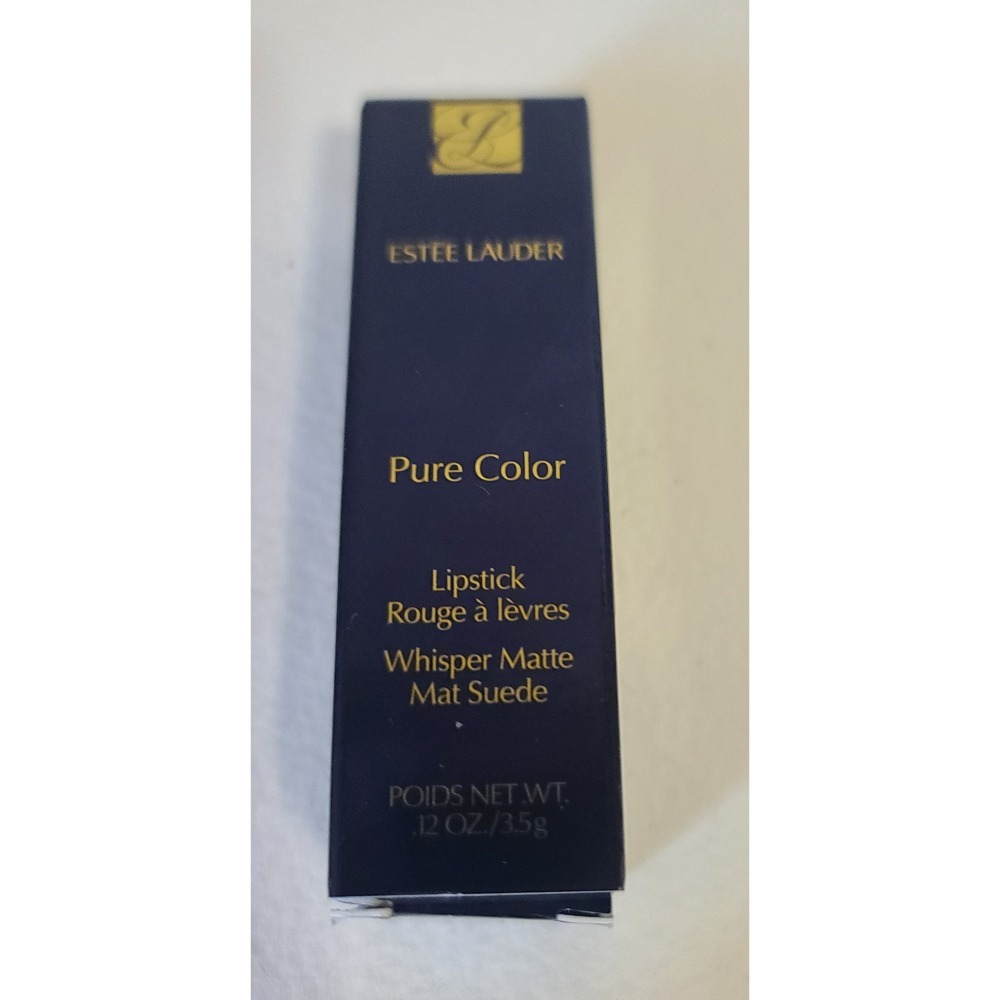 ESTĒE LAUDER
Pure Color
Lipstick
Rouge à lèvres
Whisper Matte
Mat Suede
POIDS NET.WT.
.12 OZ./3.5g